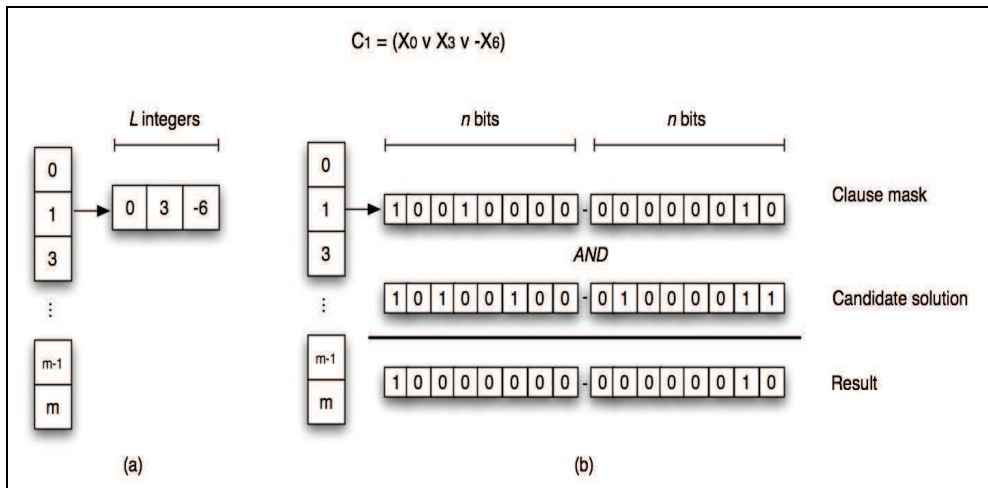 C1 = (X0 v X3 v -X6)
L integers
n bits
n bits
0
1
3
⋮
m-1
m
0 3 -6
0
1
3
⋮
m-1
m
1 0 0 1 0 0 0 0 - 0 0 0 0 0 0 1 0
Clause mask
AND
1 0 1 0 0 1 0 0 - 0 1 0 0 0 0 1 1
Candidate solution
1 0 0 0 0 0 0 0 - 0 0 0 0 0 0 1 0
Result
(a)
(b)